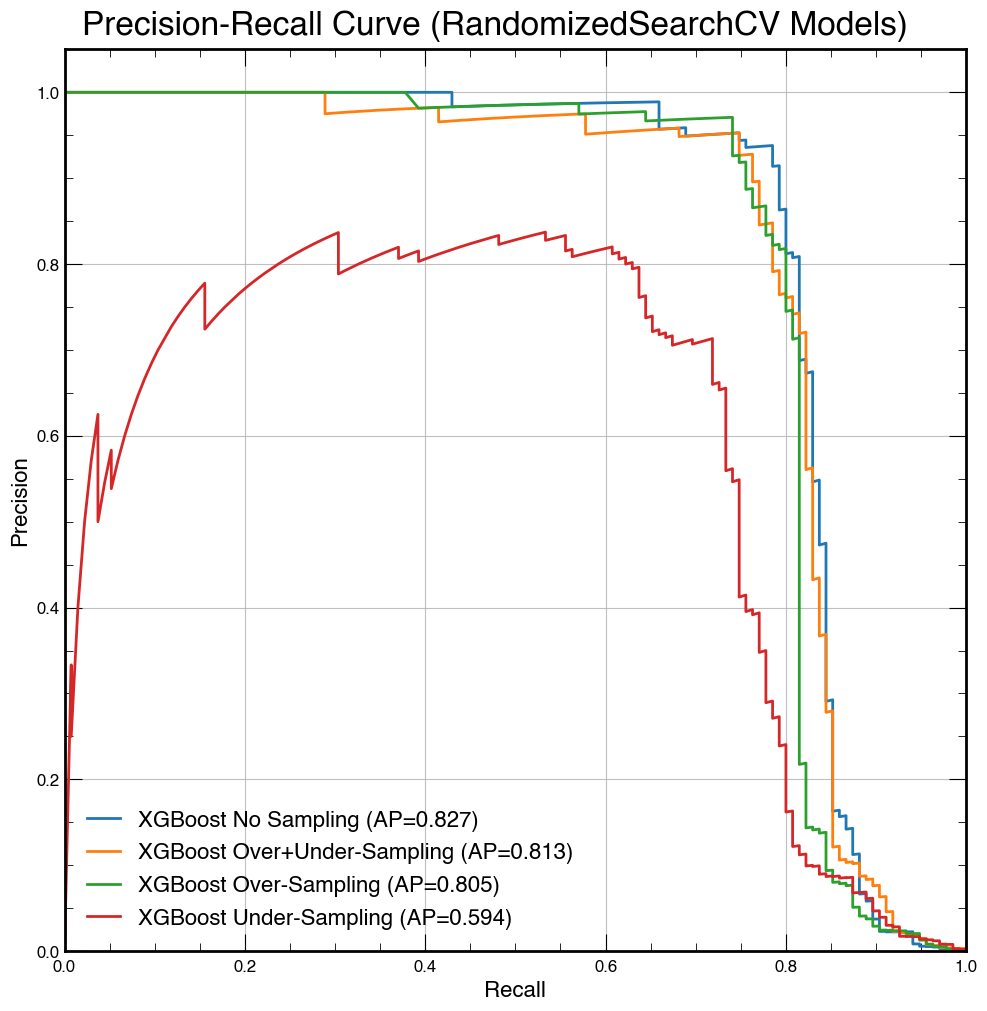 Precision-Recall Curve (RandomizedSearchCV Models)
1.0
0.8
0.6
0.4
0.2
0.0
Precision
XGBoost No Sampling (AP=0.827)
XGBoost Over+Under-Sampling (AP=0.813)
XGBoost Over-Sampling (AP=0.805)
XGBoost Under-Sampling (AP=0.594)
0.0 0.2 0.4 0.6 0.8 1.0
Recall